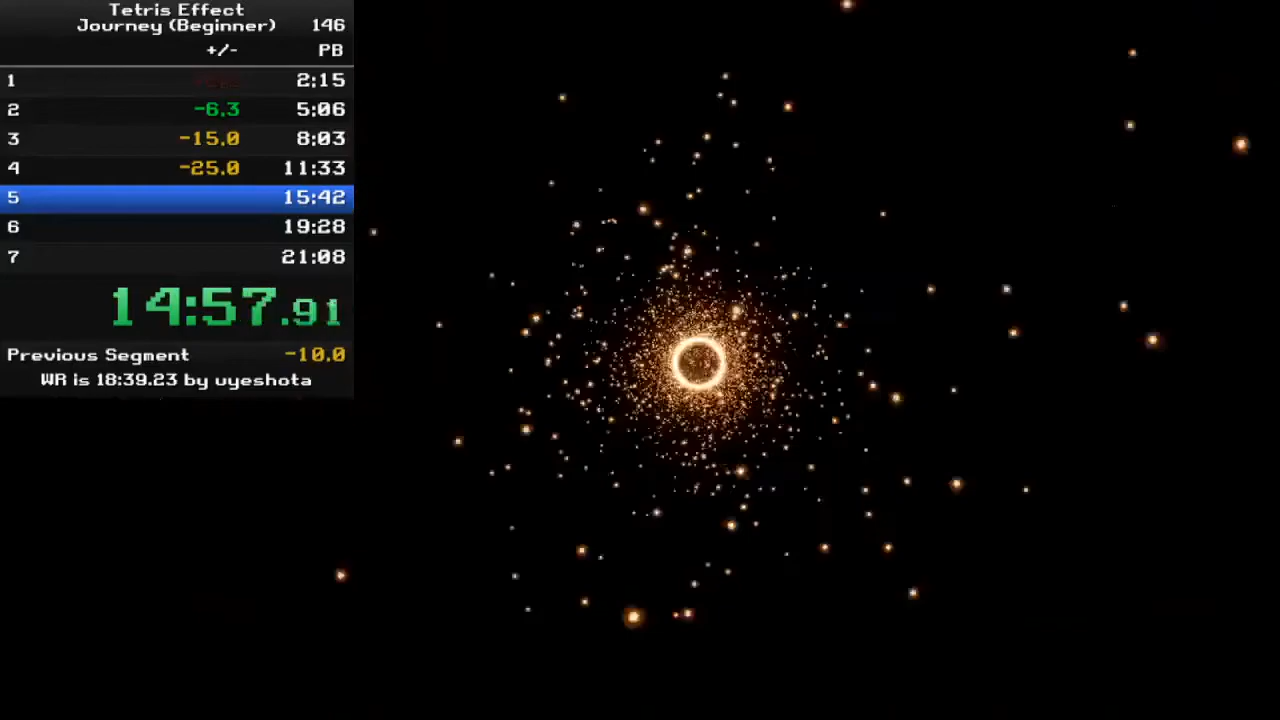 Tetris Effect
Journey (Beginner) 146
+/- PB
1 2:15
2 -6.3 5:06
3 -15.0 8:03
4 -25.0 11:33
5 15:42
6 19:28
7 21:08
14:57.91
Previous Segment -10.0
WR is 18:39.23 by uyeshota